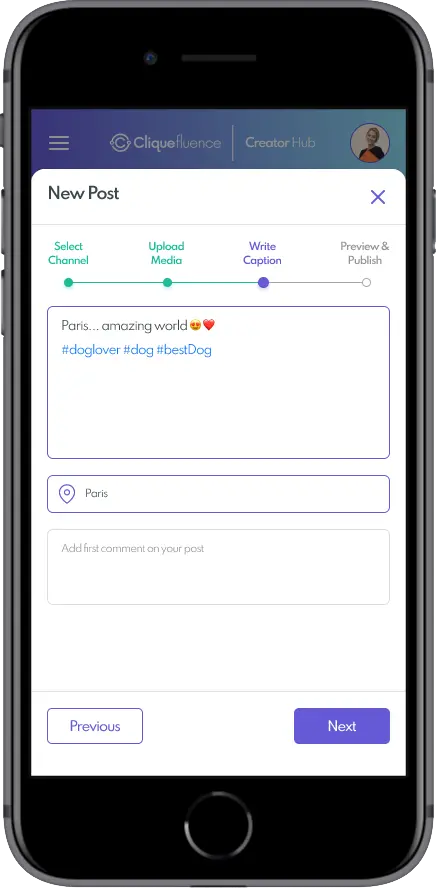 Cliquefluence Creator Hub
New Post
Select Channel
Upload Media
Write Caption
Preview & Publish
Paris... amazing world😍❤️
#doglover #dog #bestDog
Paris
Add first comment on your post
Previous
Next